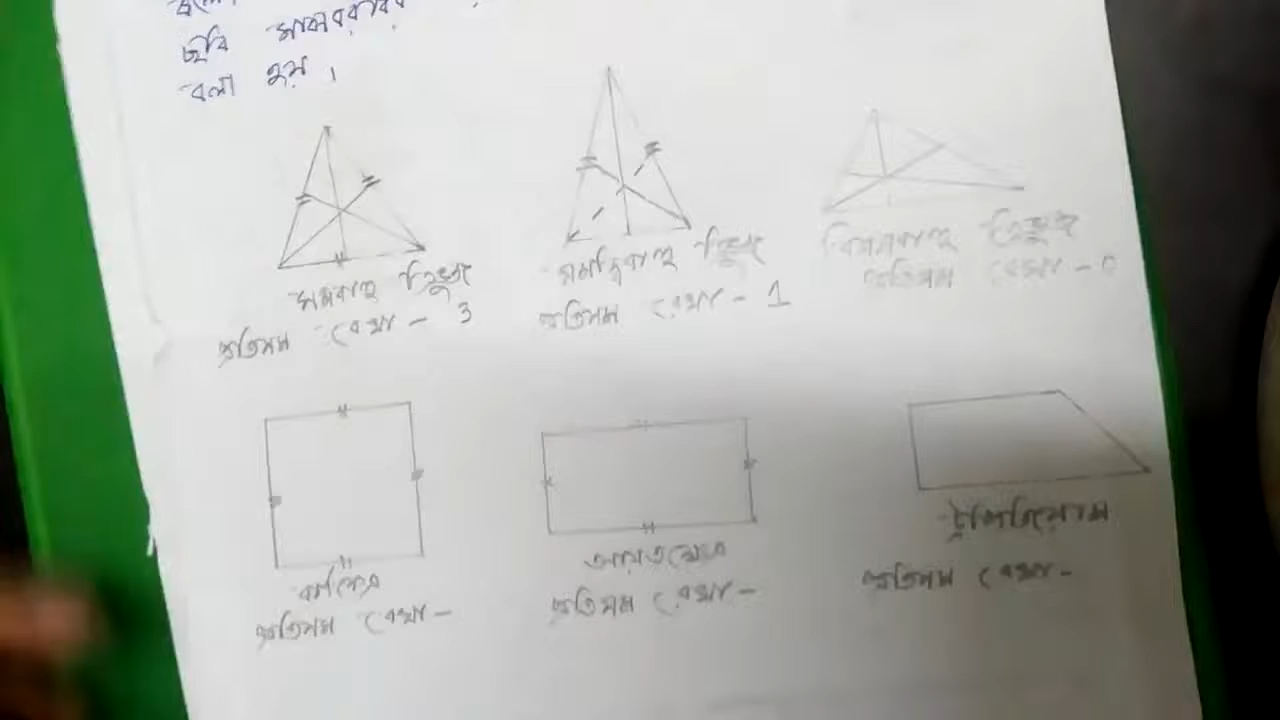 ছবি
বলা হয়।
সমবাহু ত্রিভুজ
প্রতিসম রেখা - 3
সমদ্বিবাহু ত্রিভুজ
প্রতিসম রেখা - 1
বিষমবাহু ত্রিভুজ
প্রতিসম রেখা - 0
বর্গক্ষেত্র
প্রতিসম রেখা -
আয়তক্ষেত্র
প্রতিসম রেখা -
ট্রাপিজিয়াম
প্রতিসম রেখা -